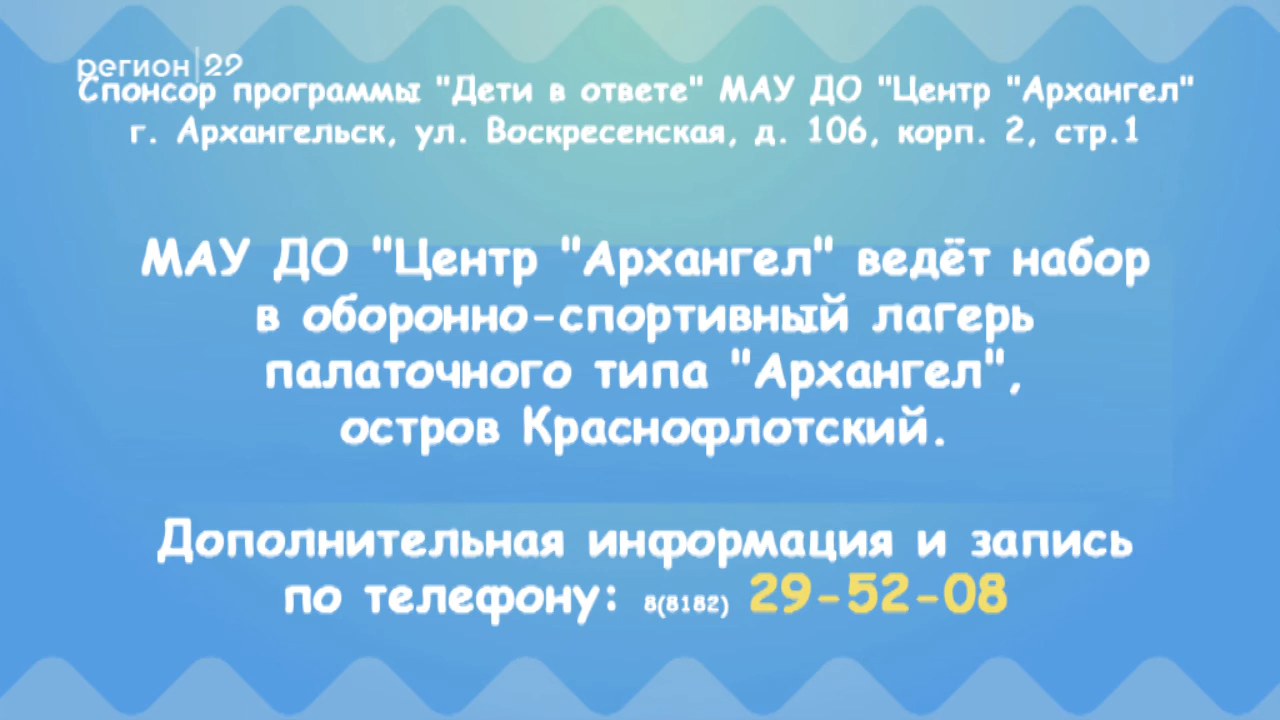 регион|29
Спонсор программы "Дети в ответе" МАУ ДО "Центр "Архангел"
г. Архангельск, ул. Воскресенская, д. 106, корп. 2, стр.1
МАУ ДО "Центр "Архангел" ведёт набор
в оборонно-спортивный лагерь
палаточного типа "Архангел",
остров Краснофлотский.
Дополнительная информация и запись
по телефону: 8(8182) 29-52-08